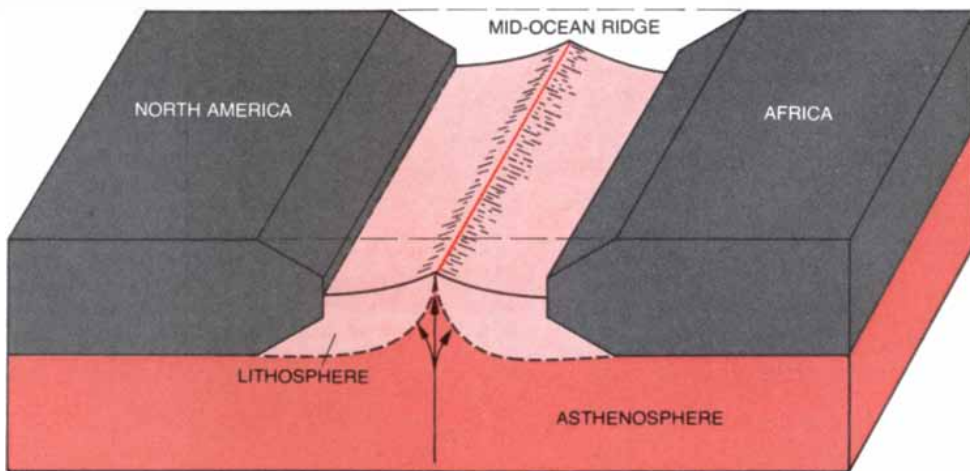 MID-OCEAN RIDGE
NORTH AMERICA
AFRICA
LITHOSPHERE
ASTHENOSPHERE